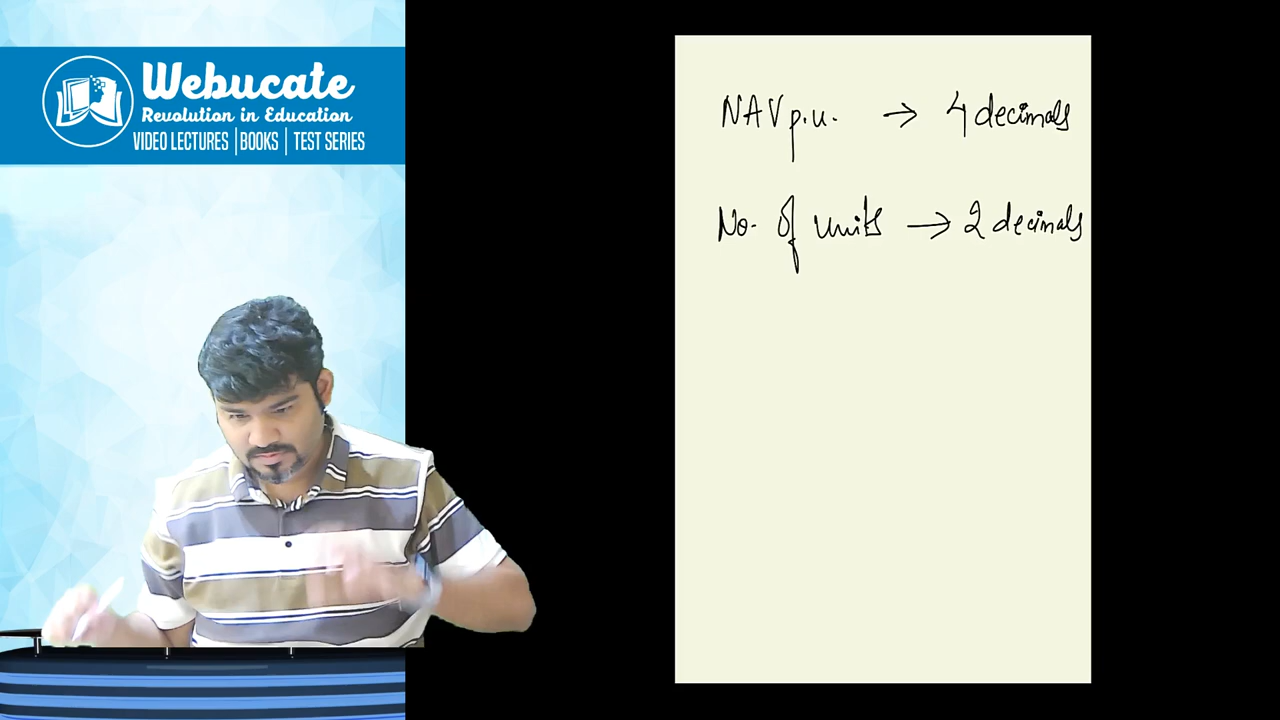 Webucate
Revolution in Education
VIDEO LECTURES | BOOKS | TEST SERIES
NAV p.u. → 4 decimals
No. of units → 2 decimals